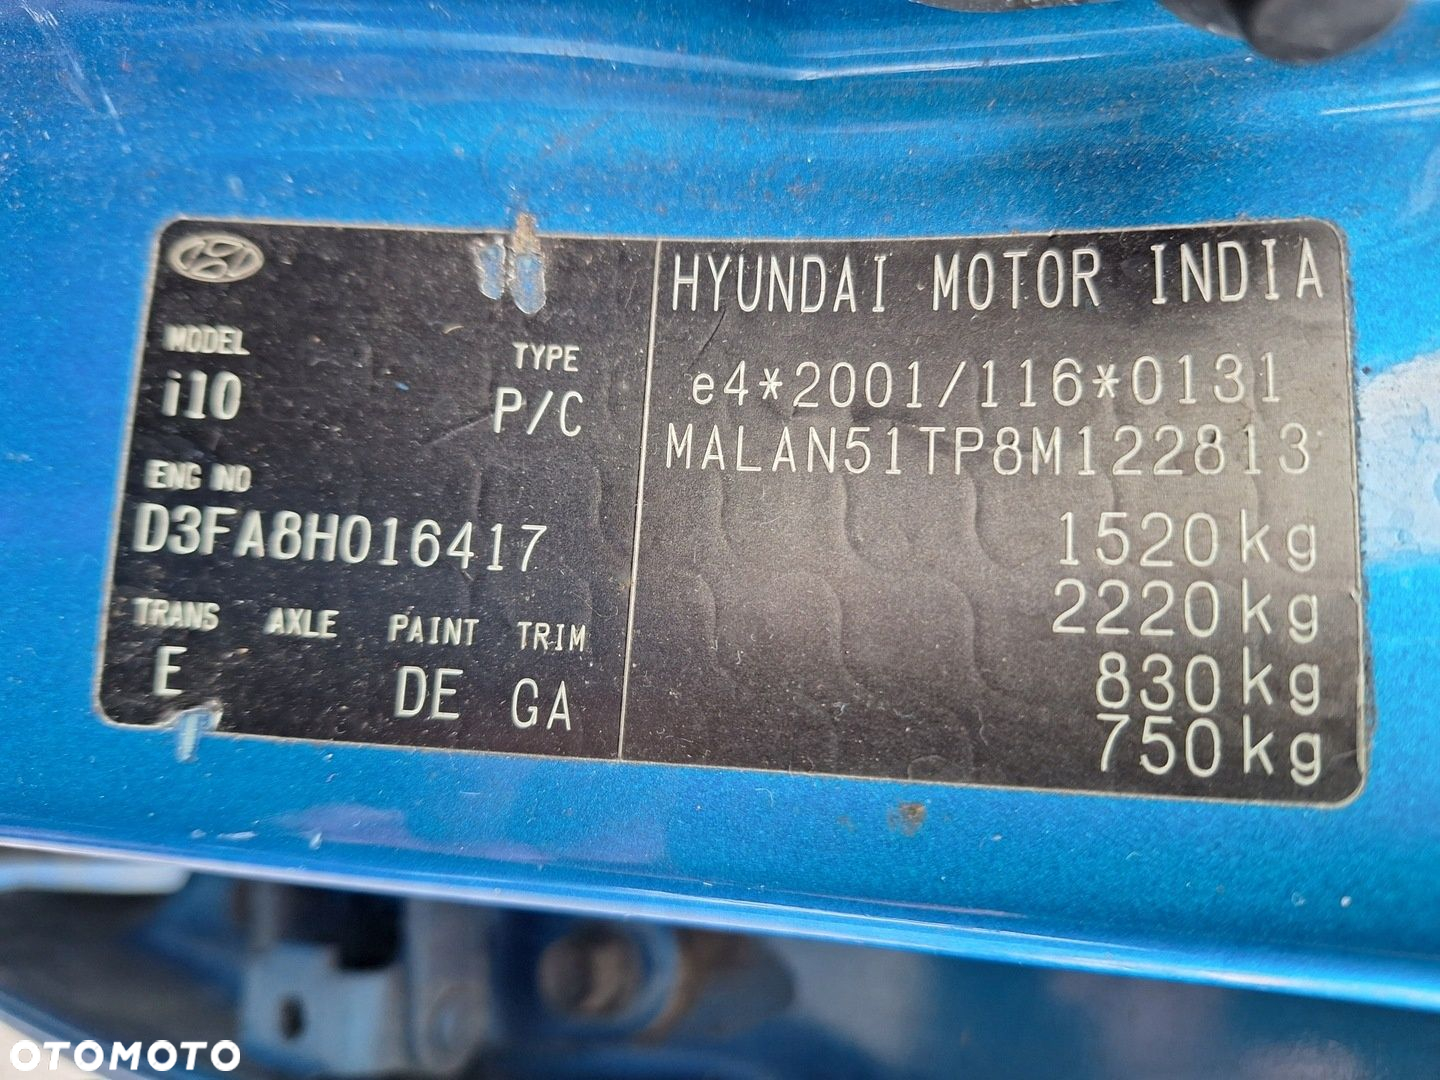 HYUNDAI MOTOR INDIA
MODEL TYPE
i10 P/C
ENG NO
D3FA8H016417
TRANS AXLE PAINT TRIM
E DE GA
e4*2001/116*0131
MALAN51TP8M122813
1520kg
2220kg
830kg
750kg
OTOMOTO